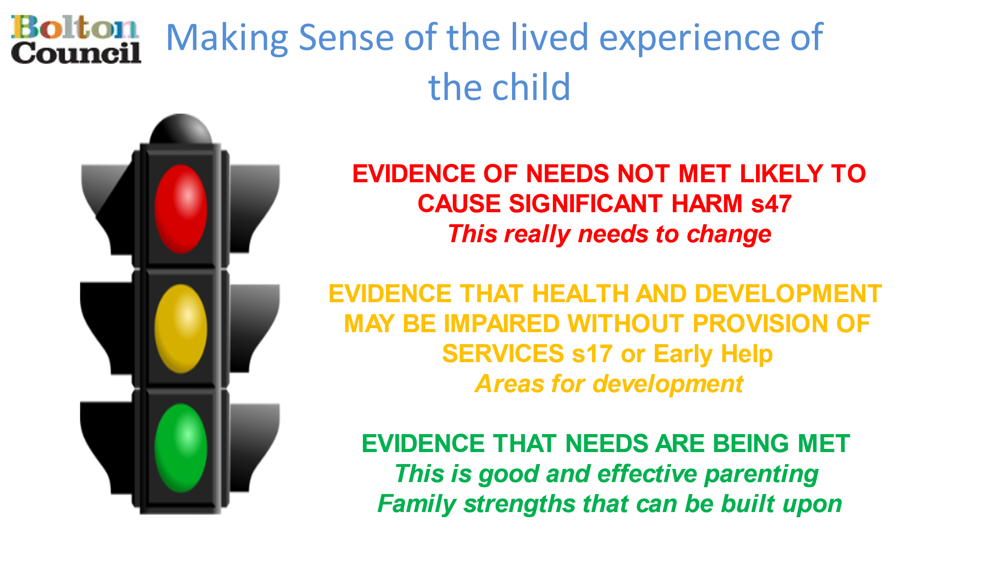 Bolton
Council
Making Sense of the lived experience of
the child
EVIDENCE OF NEEDS NOT MET LIKELY TO
CAUSE SIGNIFICANT HARM s47
This really needs to change
EVIDENCE THAT HEALTH AND DEVELOPMENT
MAY BE IMPAIRED WITHOUT PROVISION OF
SERVICES s17 or Early Help
Areas for development
EVIDENCE THAT NEEDS ARE BEING MET
This is good and effective parenting
Family strengths that can be built upon